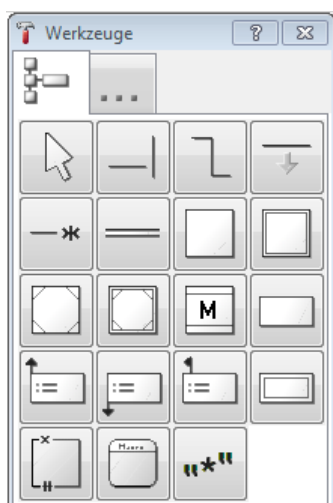 Werkzeuge ?
...
M
:= := :=
"*"